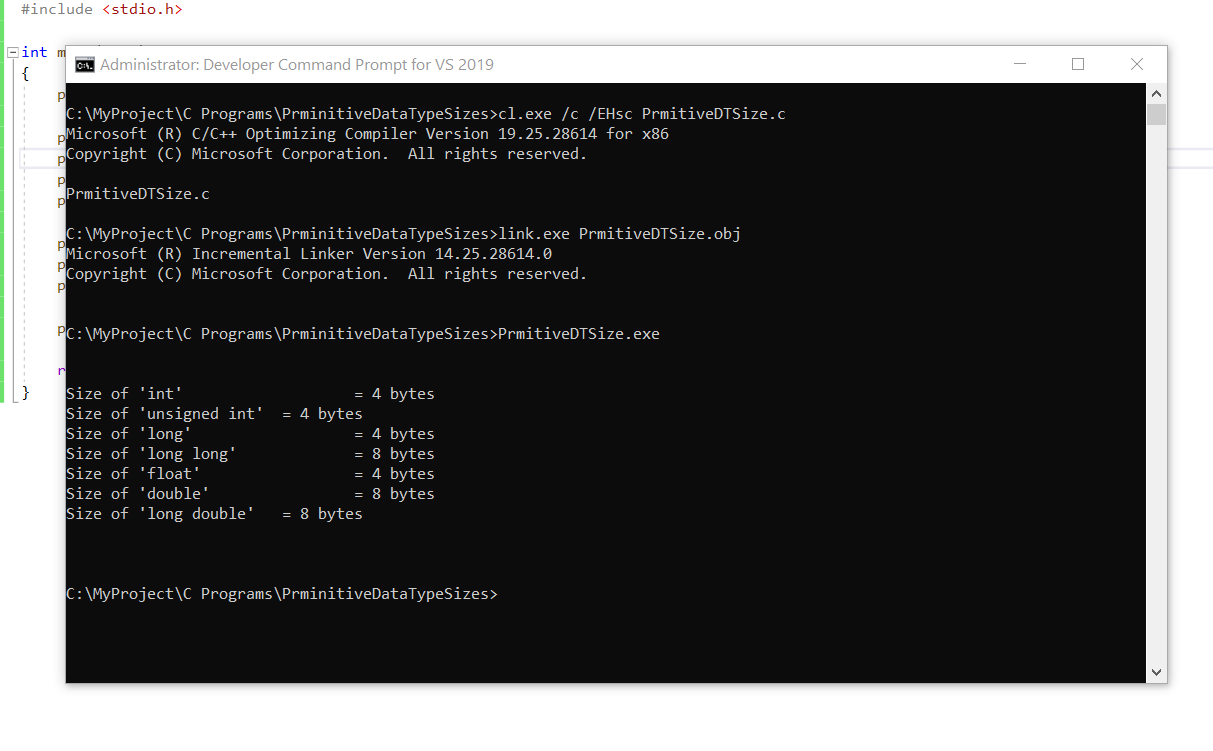 #include <stdio.h>
int m
{
p
Administrator: Developer Command Prompt for VS 2019
C:\MyProject\C Programs\PrminitiveDataTypeSizes>cl.exe /c /EHsc PrmitiveDTSize.c
p Microsoft (R) C/C++ Optimizing Compiler Version 19.25.28614 for x86
p Copyright (C) Microsoft Corporation.  All rights reserved.
p
p PrmitiveDTSize.c
p C:\MyProject\C Programs\PrminitiveDataTypeSizes>link.exe PrmitiveDTSize.obj
p Microsoft (R) Incremental Linker Version 14.25.28614.0
p Copyright (C) Microsoft Corporation.  All rights reserved.
p C:\MyProject\C Programs\PrminitiveDataTypeSizes>PrmitiveDTSize.exe
r
} Size of 'int'                   = 4 bytes
Size of 'unsigned int'  = 4 bytes
Size of 'long'                  = 4 bytes
Size of 'long long'             = 8 bytes
Size of 'float'                 = 4 bytes
Size of 'double'                = 8 bytes
Size of 'long double'   = 8 bytes
C:\MyProject\C Programs\PrminitiveDataTypeSizes>